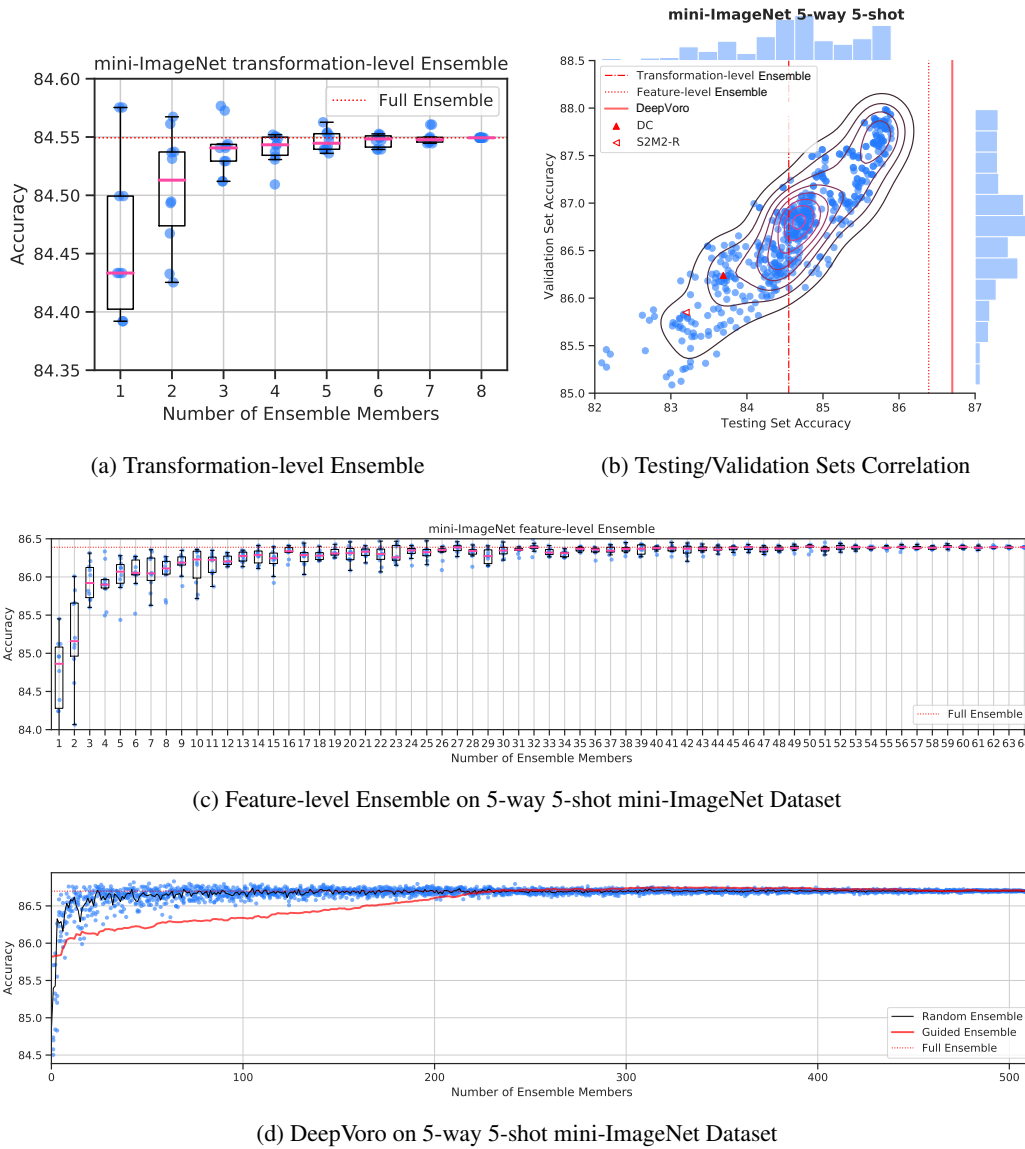 mini-ImageNet transformation-level Ensemble
84.60
84.55
84.50
84.45
84.40
84.35
Accuracy
Full Ensemble
1 2 3 4 5 6 7 8
Number of Ensemble Members
(a) Transformation-level Ensemble
mini-ImageNet 5-way 5-shot
88.5
88.0
87.5
87.0
86.5
86.0
85.5
85.0
Validation Set Accuracy
Transformation-level Ensemble
Feature-level Ensemble
DeepVoro
DC
S2M2-R
82 83 84 85 86 87
Testing Set Accuracy
(b) Testing/Validation Sets Correlation
mini-ImageNet feature-level Ensemble
86.5
86.0
85.5
85.0
84.5
84.0
Accuracy
Full Ensemble
1 2 3 4 5 6 7 8 9 10 11 12 13 14 15 16 17 18 19 20 21 22 23 24 25 26 27 28 29 30 31 32 33 34 35 36 37 38 39 40 41 42 43 44 45 46 47 48 49 50 51 52 53 54 55 56 57 58 59 60 61 62 63
Number of Ensemble Members
(c) Feature-level Ensemble on 5-way 5-shot mini-ImageNet Dataset
86.5
86.0
85.5
85.0
84.5
Accuracy
Random Ensemble
Guided Ensemble
Full Ensemble
0 100 200 300 400 500
Number of Ensemble Members
(d) DeepVoro on 5-way 5-shot mini-ImageNet Dataset